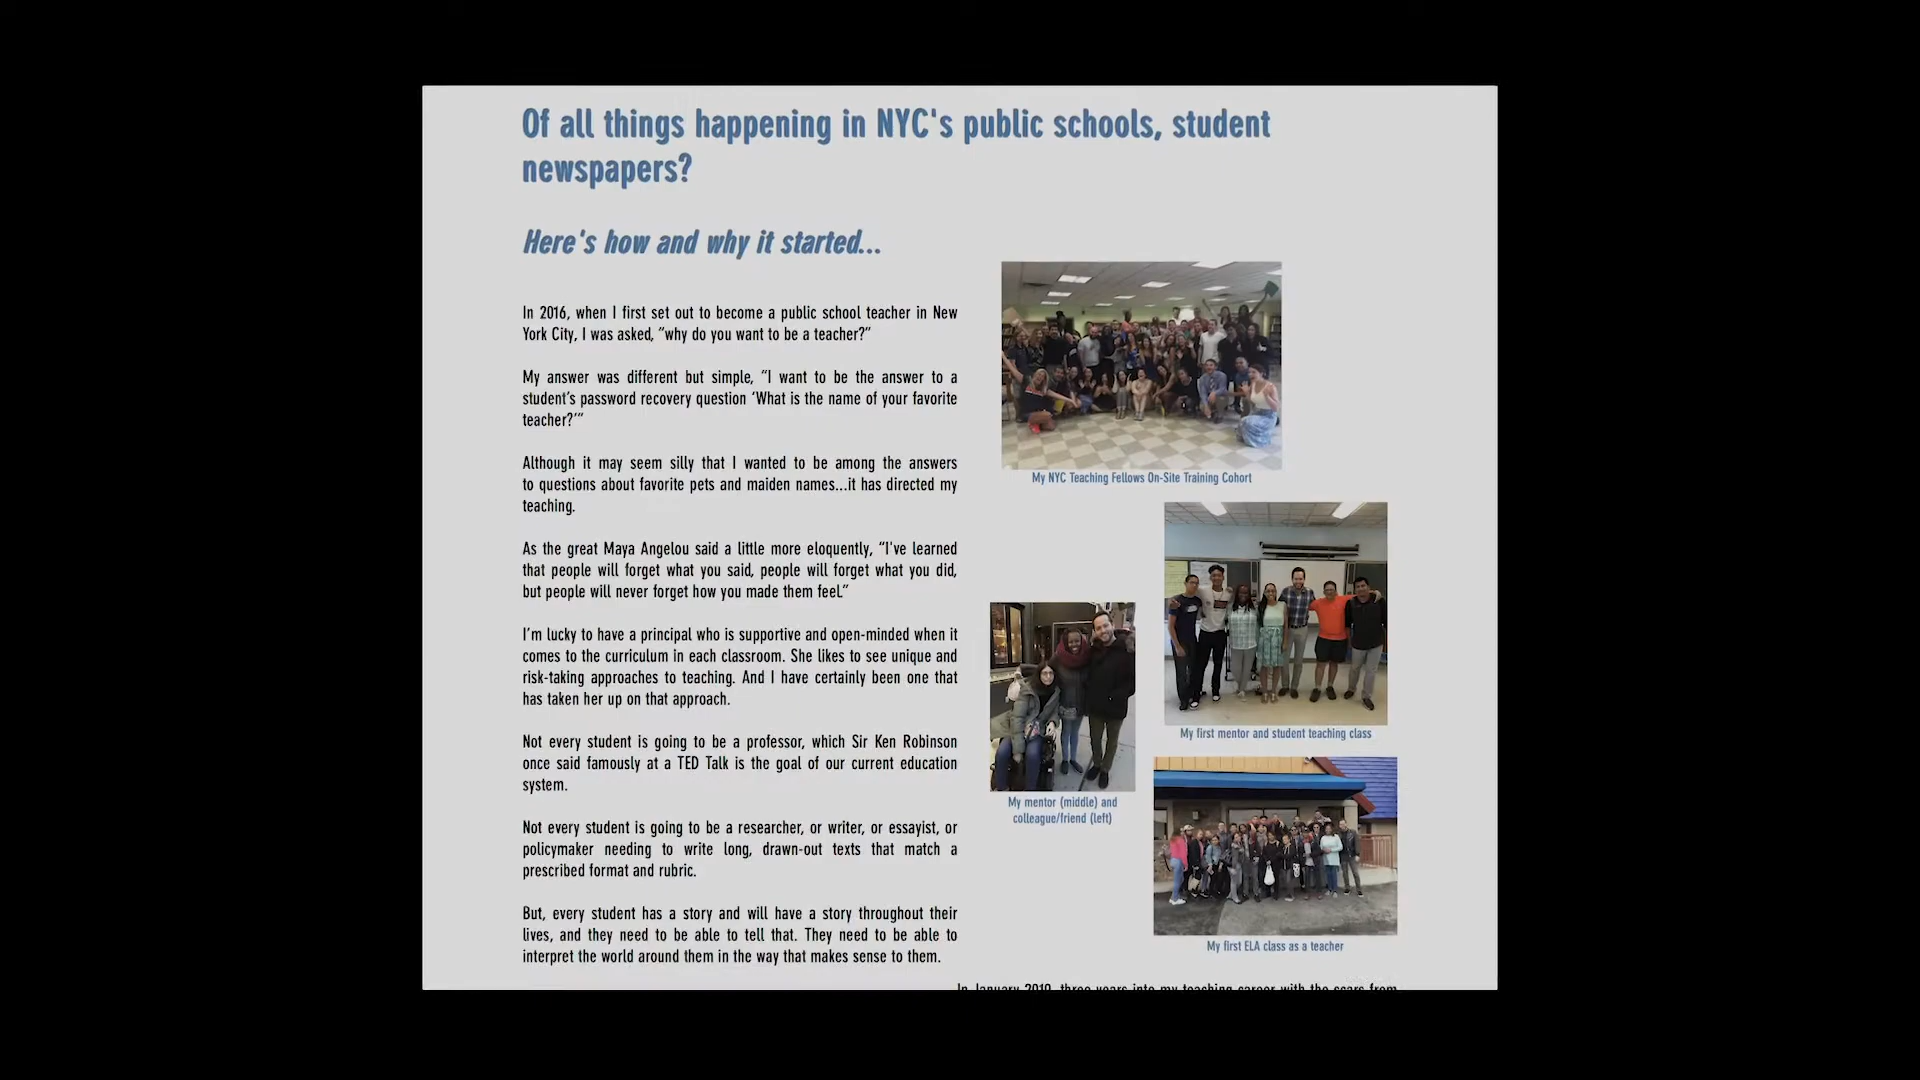 Of all things happening in NYC's public schools, student
newspapers?
Here's how and why it started...
In 2016, when I first set out to become a public school teacher in New
York City, I was asked, “why do you want to be a teacher?”
My answer was different but simple, “I want to be the answer to a
student’s password recovery question ‘What is the name of your favorite
teacher?’”
Although it may seem silly that I wanted to be among the answers
to questions about favorite pets and maiden names...it has directed my
teaching.
As the great Maya Angelou said a little more eloquently, “I've learned
that people will forget what you said, people will forget what you did,
but people will never forget how you made them feel.”
I’m lucky to have a principal who is supportive and open-minded when it
comes to the curriculum in each classroom. She likes to see unique and
risk-taking approaches to teaching. And I have certainly been one that
has taken her up on that approach.
Not every student is going to be a professor, which Sir Ken Robinson
once said famously at a TED Talk is the goal of our current education
system.
Not every student is going to be a researcher, or writer, or essayist, or
policymaker needing to write long, drawn-out texts that match a
prescribed format and rubric.
But, every student has a story and will have a story throughout their
lives, and they need to be able to tell that. They need to be able to
interpret the world around them in the way that makes sense to them.
My NYC Teaching Fellows On-Site Training Cohort
My first mentor and student teaching class
My mentor (middle) and
colleague/friend (left)
My first ELA class as a teacher
In January 2019, three years into my teaching career with the scars from